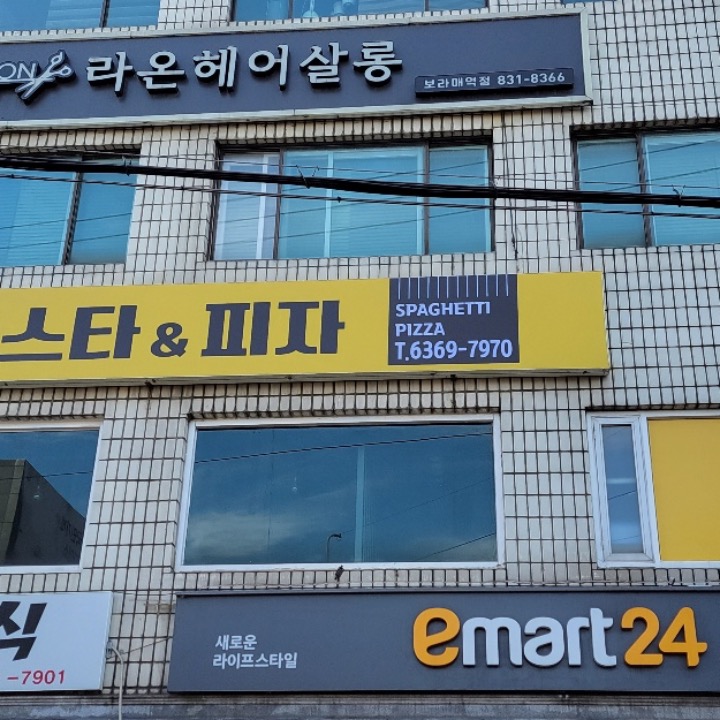 ON 라온헤어살롱
보라매역점 831-8366
스타 & 피자
SPAGHETTI
PIZZA
T.6369-7970
식
-7901
새로운
라이프스타일
emart24